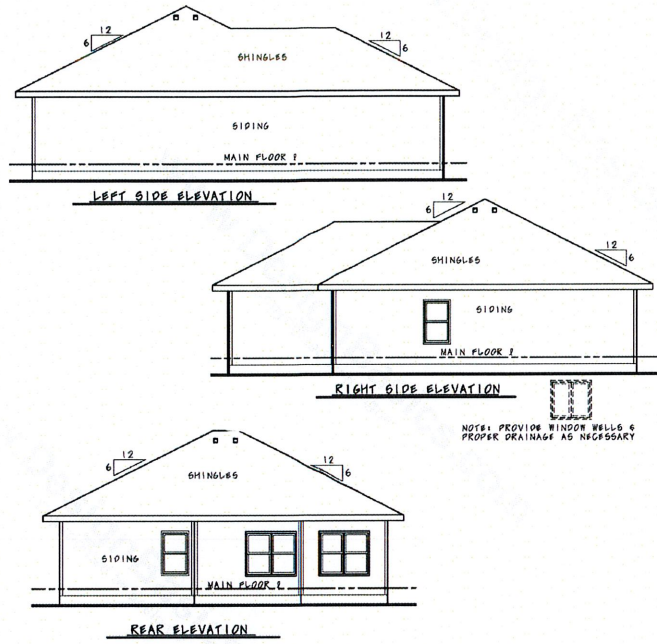 12
6
12
6
SHINGLES
SIDING
MAIN FLOOR
LEFT SIDE ELEVATION
12
6
12
6
SHINGLES
SIDING
MAIN FLOOR
RIGHT SIDE ELEVATION
NOTE: PROVIDE WINDOW WELLS &
PROPER DRAINAGE AS NECESSARY
12
6
12
6
SHINGLES
SIDING
MAIN FLOOR
REAR ELEVATION